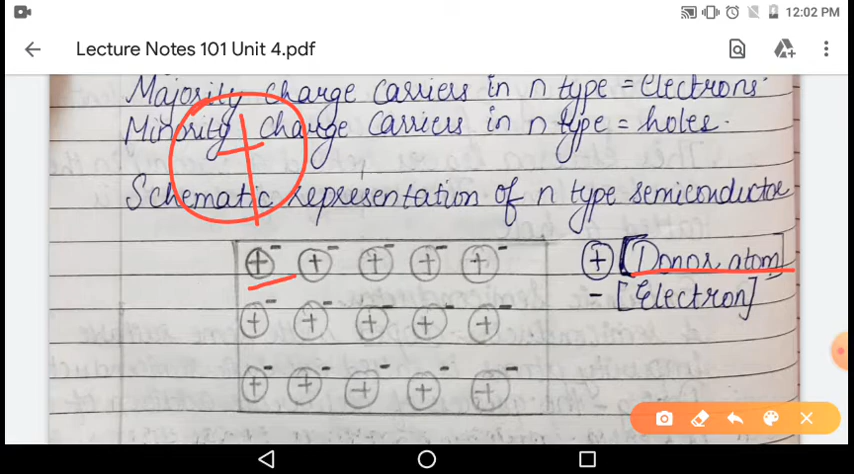 12:02 PM
Lecture Notes 101 Unit 4.pdf
Majority charge carriers in n type = electrons.
Minority charge carriers in n type = holes.
4
Schematic representation of n type semiconductor
+- +- +- +- +-
+ [Donor atom]
- [Electron]
+- +- +- +- +-
+- +- +- +- +-